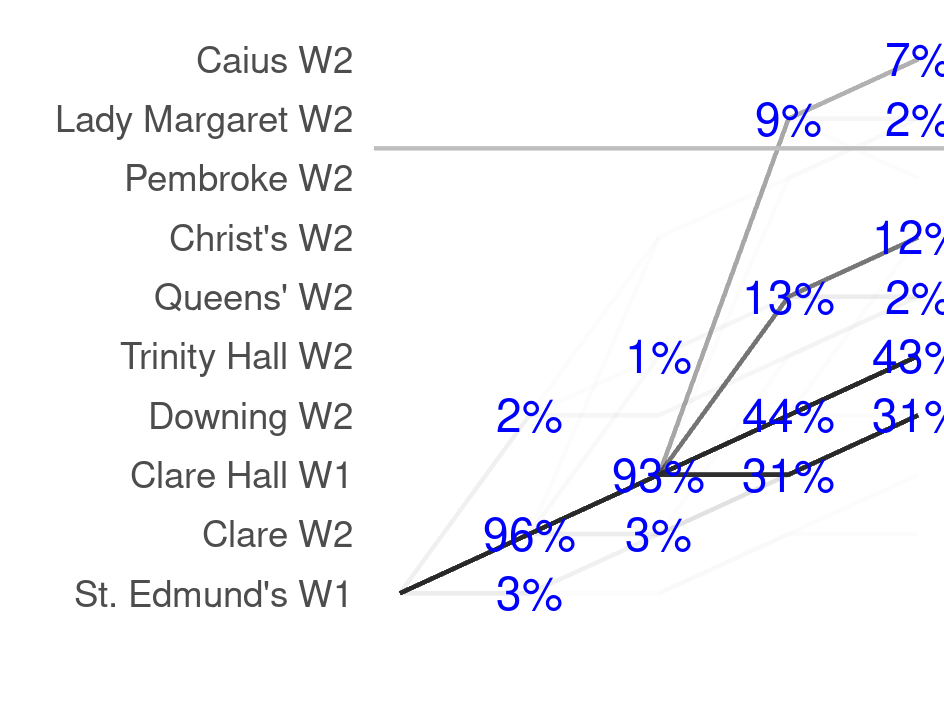 Caius W2 7%
Lady Margaret W2 9% 2%
Pembroke W2
Christ's W2 12%
Queens' W2 13% 2%
Trinity Hall W2 1% 43%
Downing W2 2% 44% 31%
Clare Hall W1 93% 31%
Clare W2 96% 3%
St. Edmund's W1 3%